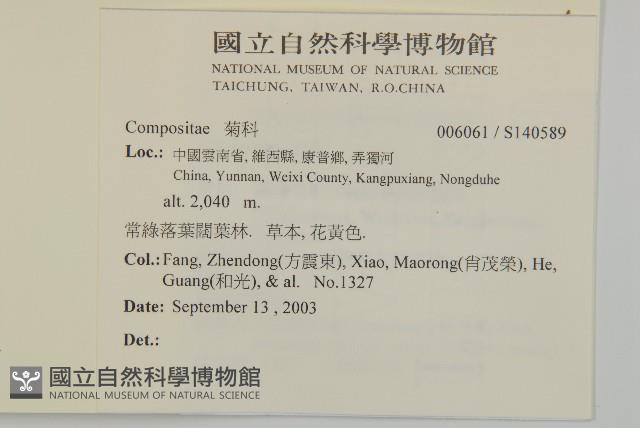 國立自然科學博物館
NATIONAL MUSEUM OF NATURAL SCIENCE
TAICHUNG, TAIWAN, R.O.CHINA
Compositae 菊科 006061 / S140589
Loc.: 中國雲南省, 維西縣, 康普鄉, 弄獨河
China, Yunnan, Weixi County, Kangpuxiang, Nongduhe
alt. 2,040 m.
常綠落葉闊葉林. 草本, 花黃色.
Col.: Fang, Zhendong(方震東), Xiao, Maorong(肖茂榮), He,
Guang(和光), & al. No.1327
Date: September 13 , 2003
Det.:
國立自然科學博物館
NATIONAL MUSEUM OF NATURAL SCIENCE